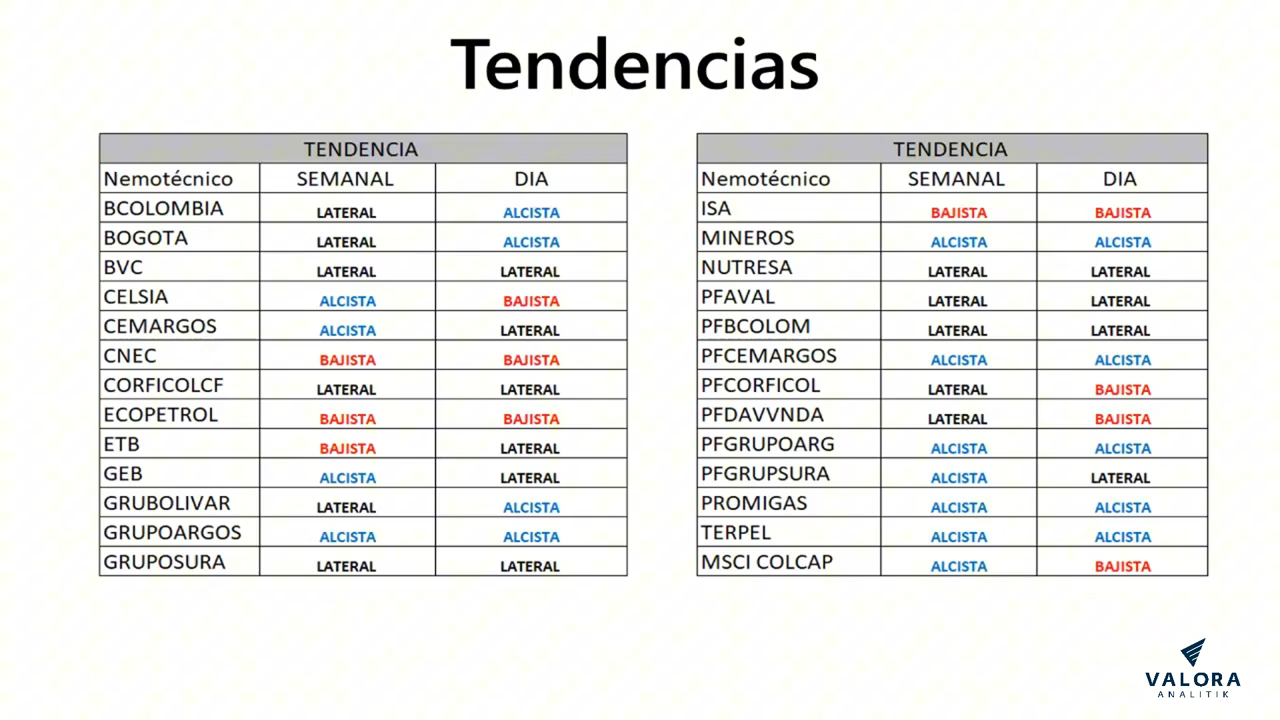 Tendencias
TENDENCIA
Nemotécnico SEMANAL DIA
BCOLOMBIA LATERAL ALCISTA
BOGOTA LATERAL ALCISTA
BVC LATERAL LATERAL
CELSIA ALCISTA BAJISTA
CEMARGOS ALCISTA LATERAL
CNEC BAJISTA BAJISTA
CORFICOLCF LATERAL LATERAL
ECOPETROL BAJISTA BAJISTA
ETB BAJISTA LATERAL
GEB ALCISTA LATERAL
GRUBOLIVAR LATERAL ALCISTA
GRUPOARGOS ALCISTA ALCISTA
GRUPOSURA LATERAL LATERAL
TENDENCIA
Nemotécnico SEMANAL DIA
ISA BAJISTA BAJISTA
MINEROS ALCISTA ALCISTA
NUTRESA LATERAL LATERAL
PFAVAL LATERAL LATERAL
PFBCOLOM LATERAL LATERAL
PFCEMARGOS ALCISTA ALCISTA
PFCORFICOL LATERAL BAJISTA
PFDAVVNDA LATERAL BAJISTA
PFGRUPOARG ALCISTA ALCISTA
PFGRUPSURA ALCISTA LATERAL
PROMIGAS ALCISTA ALCISTA
TERPEL ALCISTA ALCISTA
MSCI COLCAP ALCISTA BAJISTA
VALORA
ANALITIK